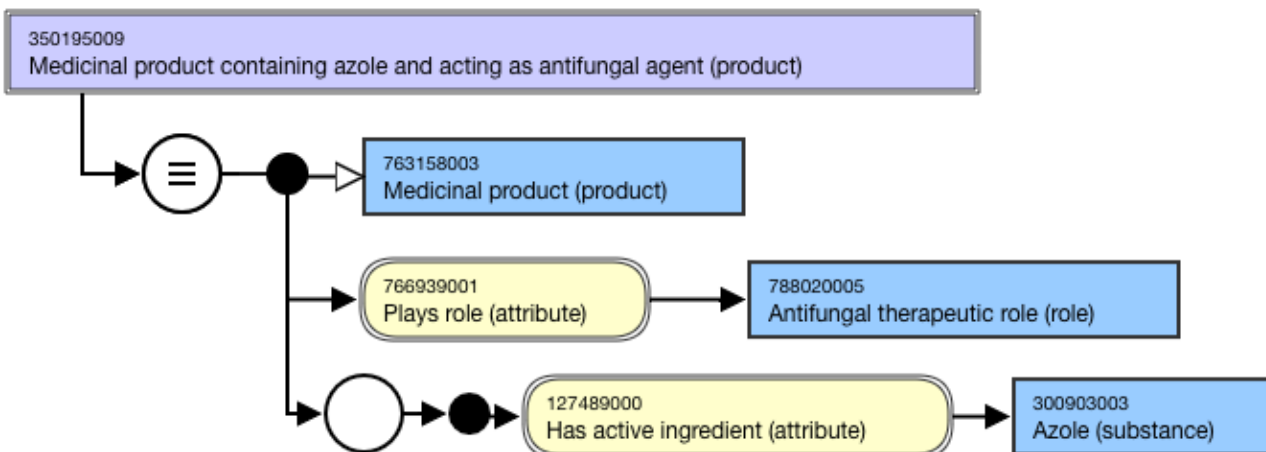 350195009
Medicinal product containing azole and acting as antifungal agent (product)
763158003
Medicinal product (product)
766939001
Plays role (attribute)
788020005
Antifungal therapeutic role (role)
127489000
Has active ingredient (attribute)
300903003
Azole (substance)